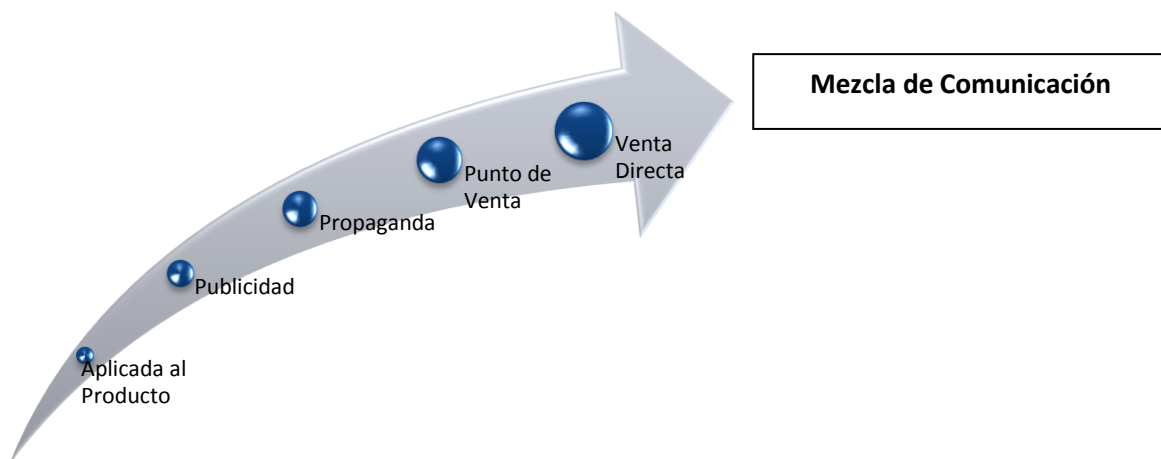 Mezcla de Comunicación
Venta
Directa
Punto de
Venta
Propaganda
Publicidad
Aplicada al
Producto